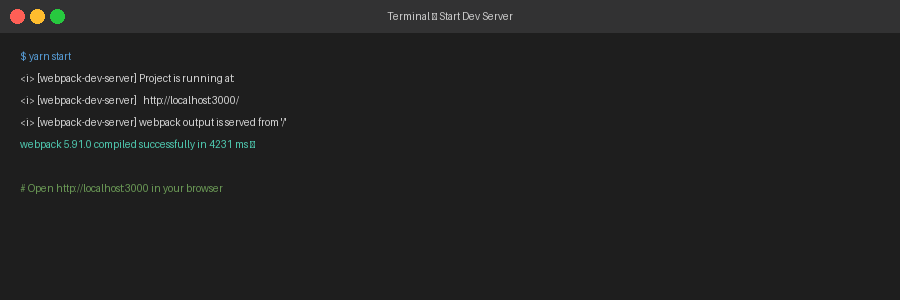 Terminal Start Dev Server
$ yarn start
<i> [webpack-dev-server] Project is running at:
<i> [webpack-dev-server]   http://localhost:3000/
<i> [webpack-dev-server] webpack output is served from '/'
webpack 5.91.0 compiled successfully in 4231 ms
# Open http://localhost:3000 in your browser